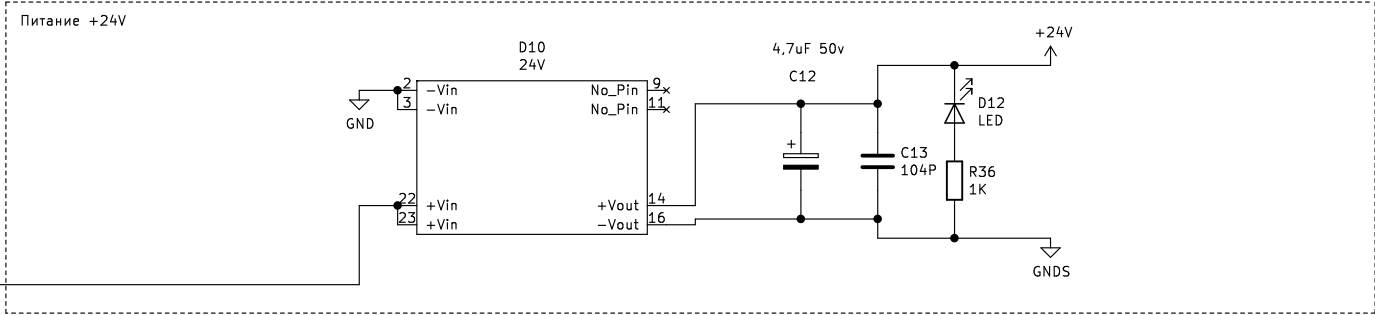 Питание +24V
D10
24V
2
-Vin
3
-Vin
22
+Vin
23
+Vin
No_Pin
9
No_Pin
11
+Vout
14
-Vout
16
GND
4,7uF 50v
C12
+
C13
104P
+24V
D12
LED
R36
1K
GNDS